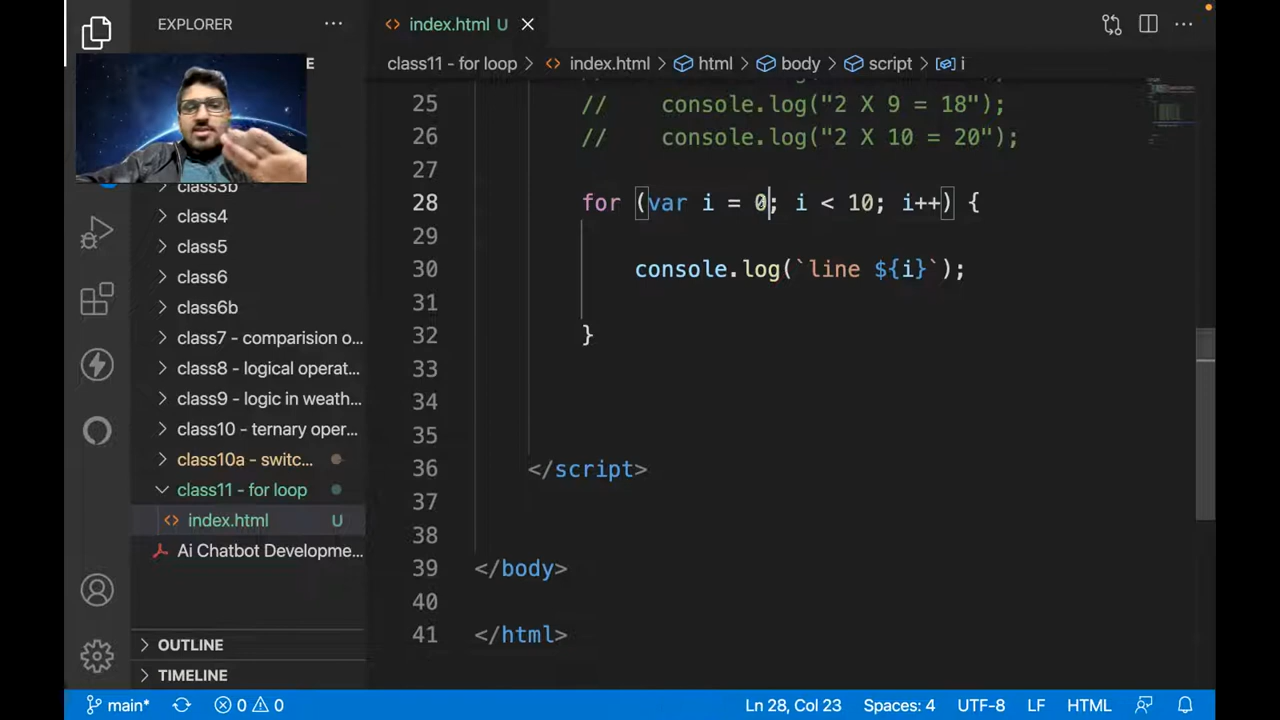 EXPLORER
class3b
class4
class5
class6
class6b
class7 - comparision o...
class8 - logical operat...
class9 - logic in weath...
class10 - ternary oper...
class10a - switc...
class11 - for loop
<> index.html U
Ai Chatbot Developme...
OUTLINE
TIMELINE
<> index.html U ×
class11 - for loop > <> index.html > html > body > script > i
25 // console.log("2 X 9 = 18");
26 // console.log("2 X 10 = 20");
27
28 for (var i = 0; i < 10; i++) {
29
30 console.log(`line ${i}`);
31
32 }
33
34
35
36 </script>
37
38
39 </body>
40
41 </html>
main* 0 0 Ln 28, Col 23 Spaces: 4 UTF-8 LF HTML